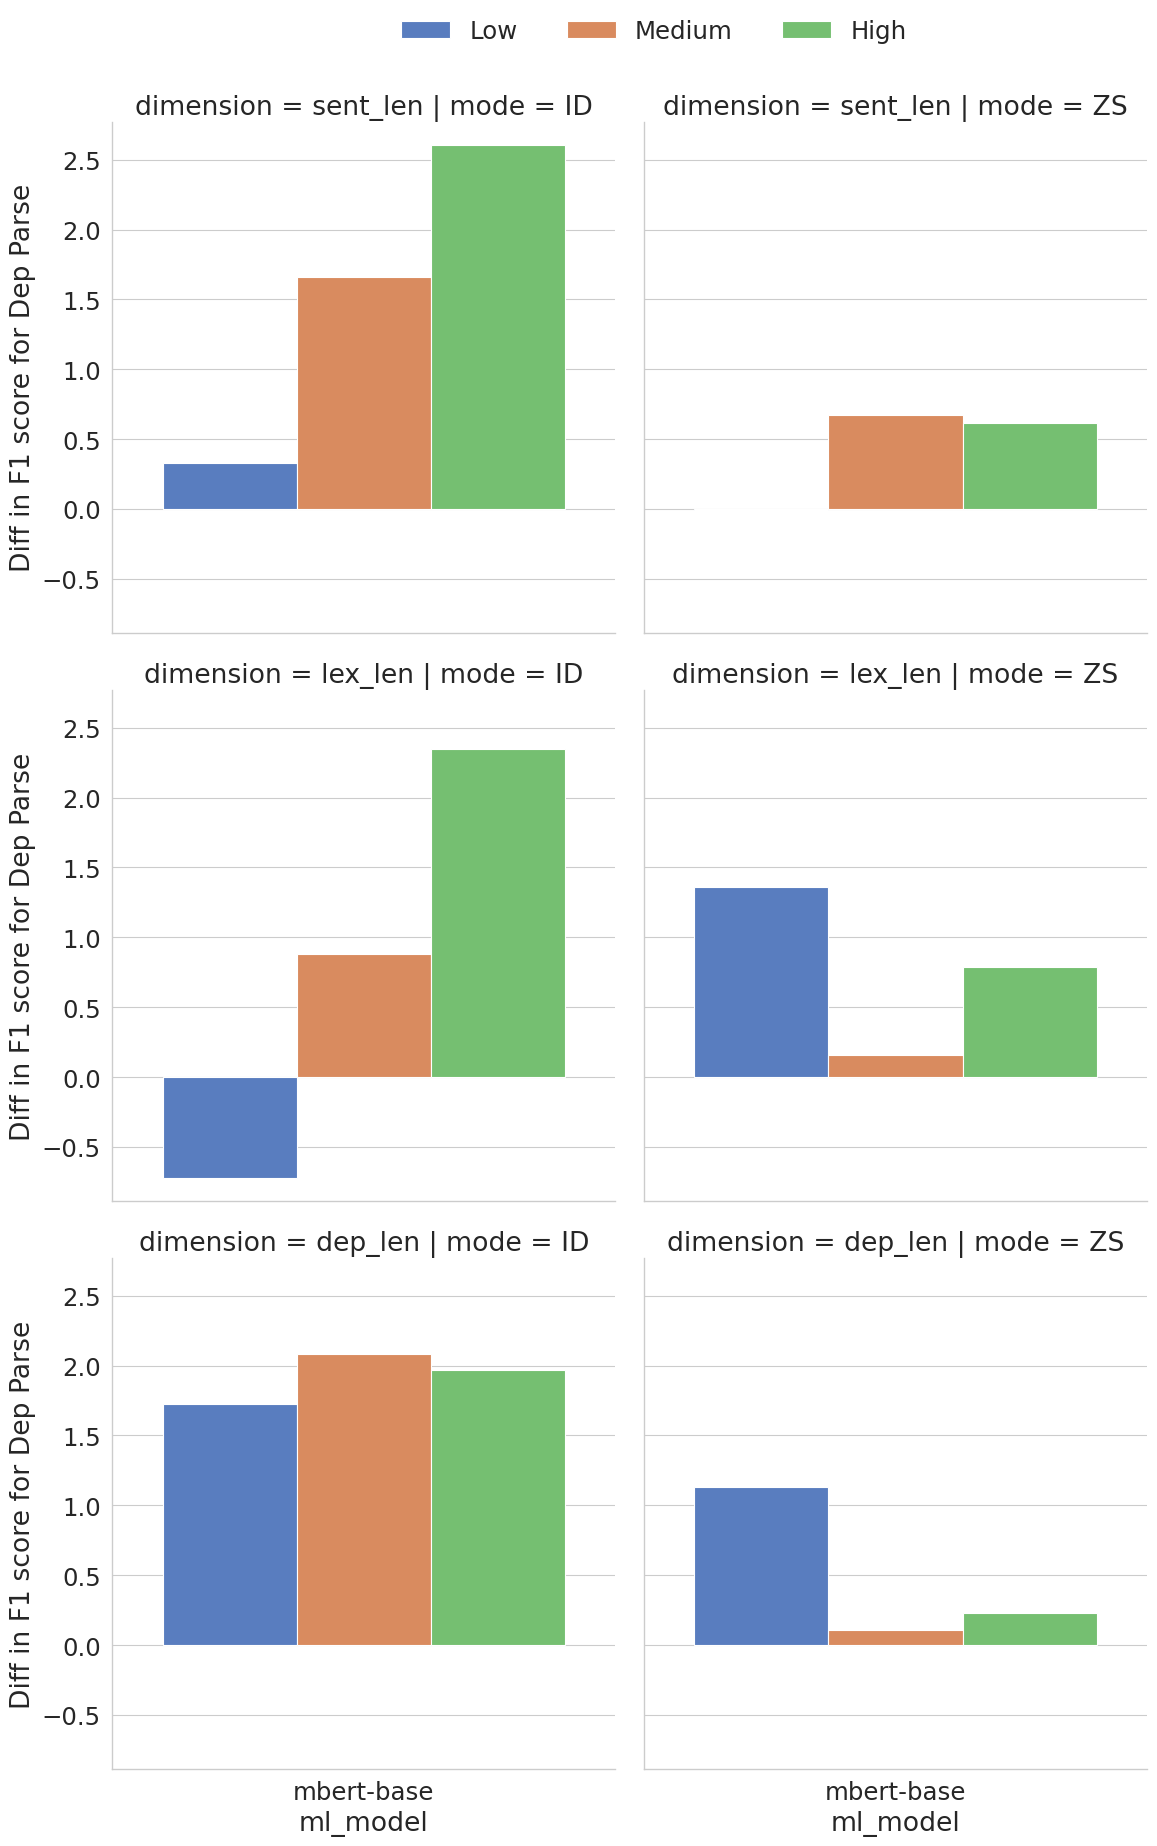 Low Medium High
dimension = sent_len | mode = ID
dimension = sent_len | mode = ZS
Diff in F1 score for Dep Parse
2.5
2.0
1.5
1.0
0.5
0.0
−0.5
dimension = lex_len | mode = ID
dimension = lex_len | mode = ZS
Diff in F1 score for Dep Parse
2.5
2.0
1.5
1.0
0.5
0.0
−0.5
dimension = dep_len | mode = ID
dimension = dep_len | mode = ZS
Diff in F1 score for Dep Parse
2.5
2.0
1.5
1.0
0.5
0.0
−0.5
mbert-base
ml_model
mbert-base
ml_model